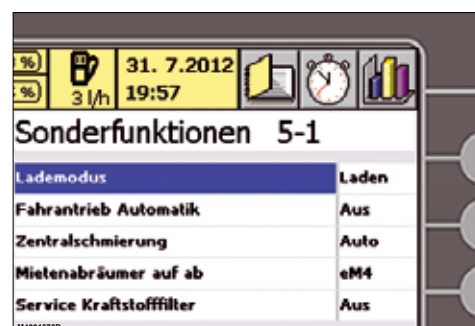 %)
31. 7.2012
%)
3 l/h
19:57
Sonderfunktionen 5-1
Lademodus Laden
Fahrantrieb Automatik Aus
Zentralschmierung Auto
Mietenabräumer auf ab eM4
Service Kraftstofffilter Aus